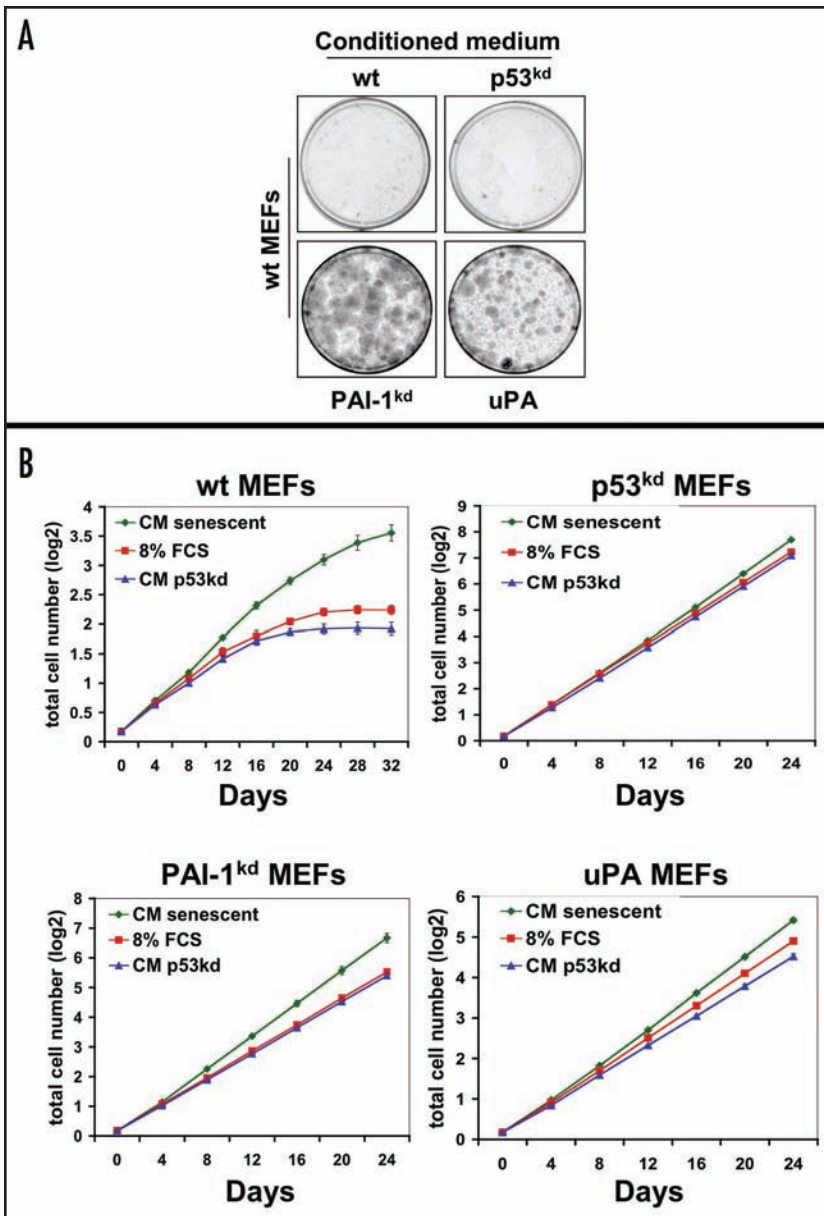 A
Conditioned medium
wt p53kd
wt MEFs
PAI-1kd uPA
B
wt MEFs
total cell number (log2)
4
3.5
3
2.5
2
1.5
1
0.5
0
CM senescent
8% FCS
CM p53kd
0 4 8 12 16 20 24 28 32
Days
p53kd MEFs
total cell number (log2)
9
8
7
6
5
4
3
2
1
0
CM senescent
8% FCS
CM p53kd
0 4 8 12 16 20 24
Days
PAI-1kd MEFs
total cell number (log2)
8
7
6
5
4
3
2
1
0
CM senescent
8% FCS
CM p53kd
0 4 8 12 16 20 24
Days
uPA MEFs
total cell number (log2)
6
5
4
3
2
1
0
CM senescent
8% FCS
CM p53kd
0 4 8 12 16 20 24
Days